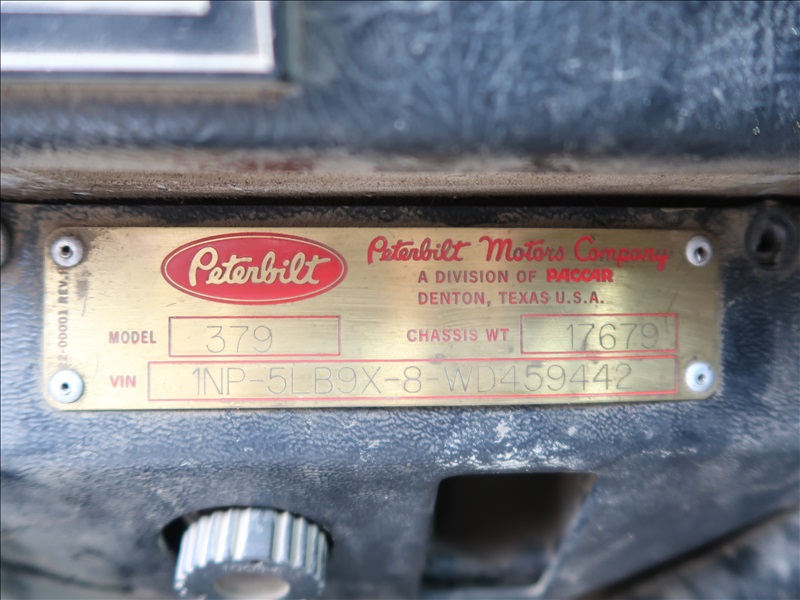 Peterbilt
Peterbilt Motors Company
A DIVISION OF PACCAR
DENTON, TEXAS U.S.A.
MODEL 379 CHASSIS WT 17679
VIN 1NP-5LB9X-8-WD459442